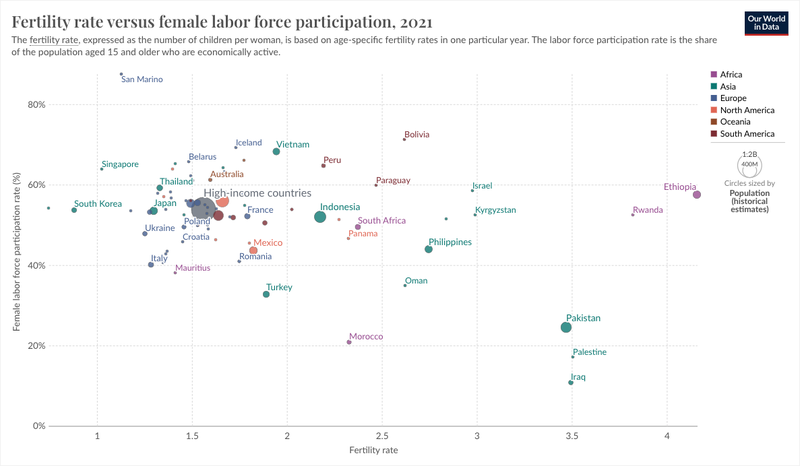 Fertility rate versus female labor force participation, 2021
The fertility rate, expressed as the number of children per woman, is based on age-specific fertility rates in one particular year. The labor force participation rate is the share
of the population aged 15 and older who are economically active.
Our World
in Data
Female labor force participation rate (%)
80%
60%
40%
20%
0%
San Marino
Bolivia
Iceland
Vietnam
Belarus
Singapore
Peru
Australia
Thailand
Paraguay
Israel
Ethiopia
High-income countries
South Korea
Japan
France
Indonesia
Kyrgyzstan
Rwanda
Poland
South Africa
Ukraine
Croatia
Panama
Mexico
Philippines
Italy
Romania
Mauritius
Oman
Turkey
Pakistan
Morocco
Palestine
Iraq
1
1.5
2
2.5
3
3.5
4
Fertility rate
Africa
Asia
Europe
North America
Oceania
South America
1.2B
400M
Circles sized by
Population
(historical
estimates)